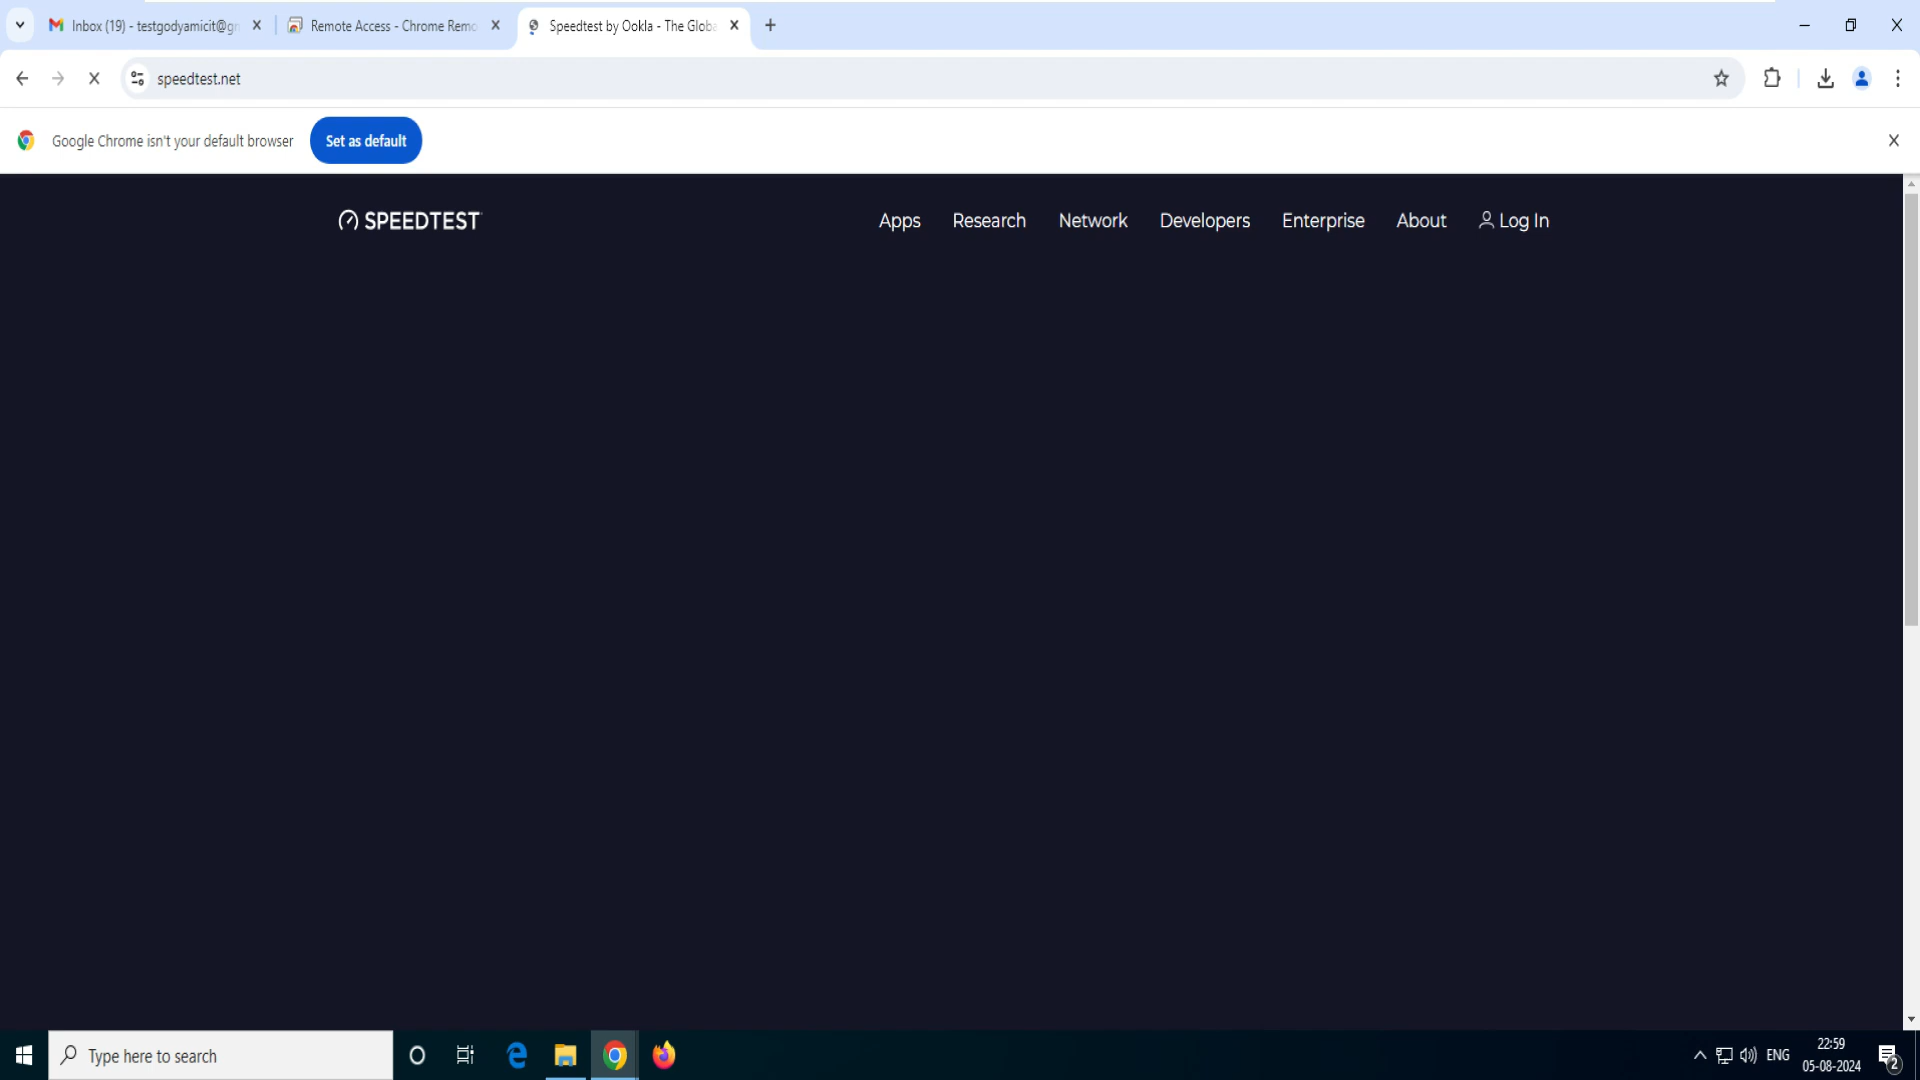 Inbox (19) - testgodyamicit@g
Remote Access - Chrome Remo
Speedtest by Ookla - The Globa
speedtest.net
Google Chrome isn't your default browser
Set as default
SPEEDTEST
Apps
Research
Network
Developers
Enterprise
About
Log In
Type here to search
ENG
22:59
05-08-2024
2